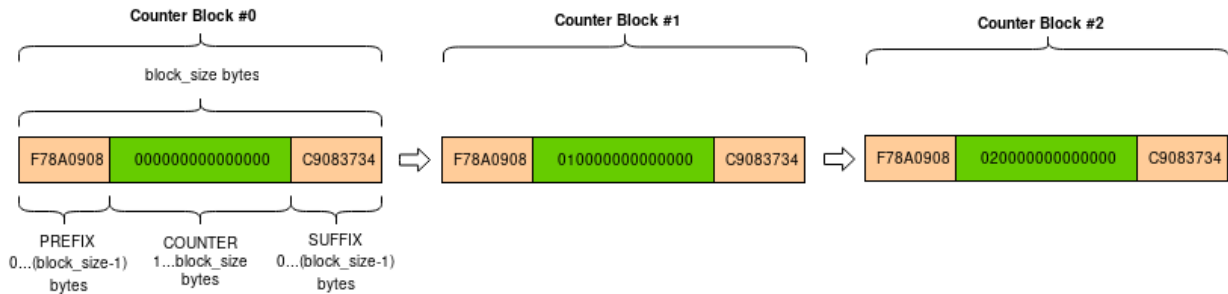 Counter Block #0
Counter Block #1
Counter Block #2
block_size bytes
F78A0908 000000000000000 C9083734
F78A0908 010000000000000 C9083734
F78A0908 020000000000000 C9083734
PREFIX
0...(block_size-1)
bytes
COUNTER
1...block_size
bytes
SUFFIX
0...(block_size-1)
bytes